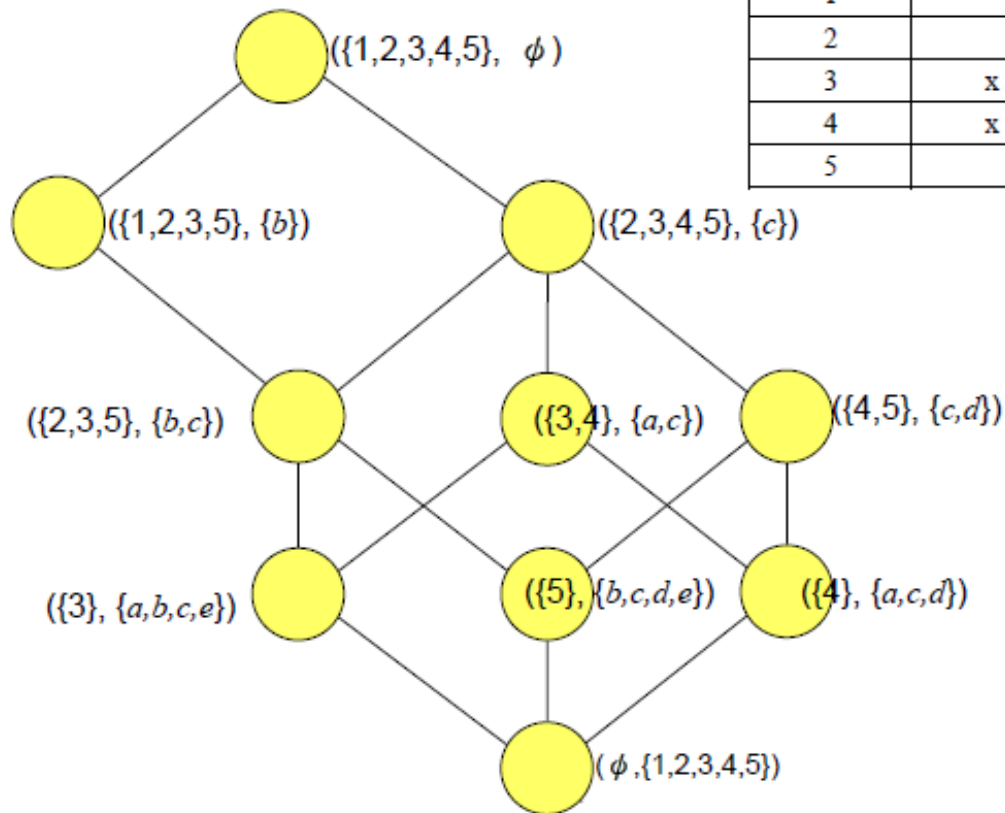 ({1,2,3,4,5}, ϕ)
2
3 x
4 x
5
({1,2,3,5}, {b})
({2,3,4,5}, {c})
({2,3,5}, {b,c})
({3,4}, {a,c})
({4,5}, {c,d})
({3}, {a,b,c,e})
({5}, {b,c,d,e})
({4}, {a,c,d})
(ϕ,{1,2,3,4,5})